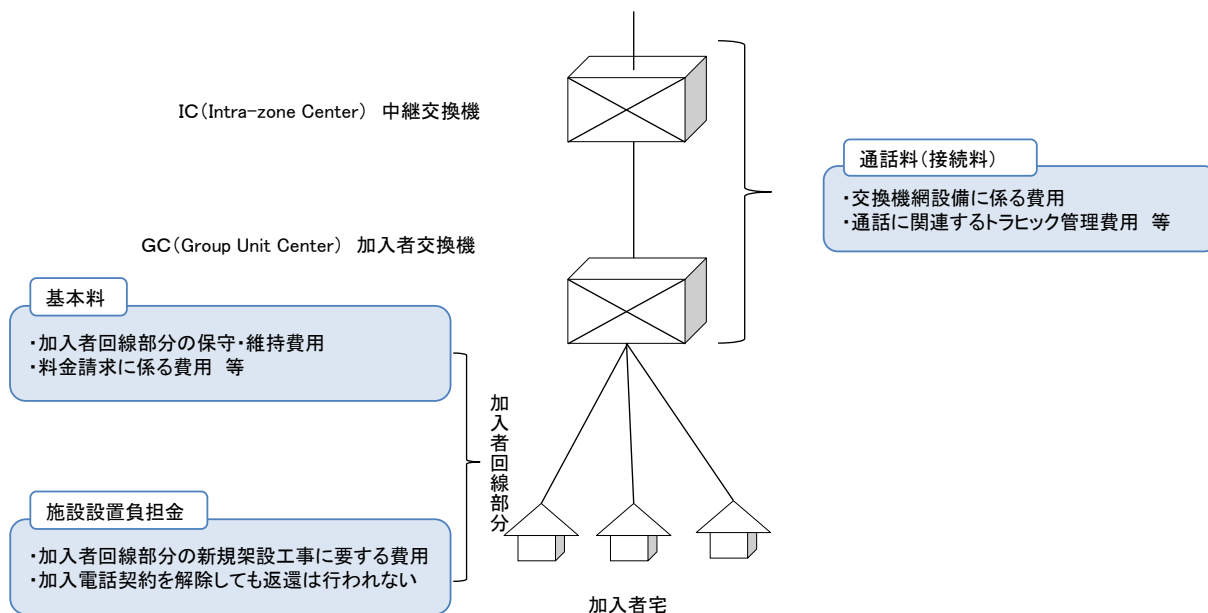 IC(Intra-zone Center) 中継交換機
通話料(接続料)
・交換機網設備に係る費用
・通話に関連するトラヒック管理費用 等
GC(Group Unit Center) 加入者交換機
基本料
・加入者回線部分の保守・維持費用
・料金請求に係る費用 等
加入者回線部分
施設設置負担金
・加入者回線部分の新規架設工事に要する費用
・加入電話契約を解除しても返還は行われない
加入者宅